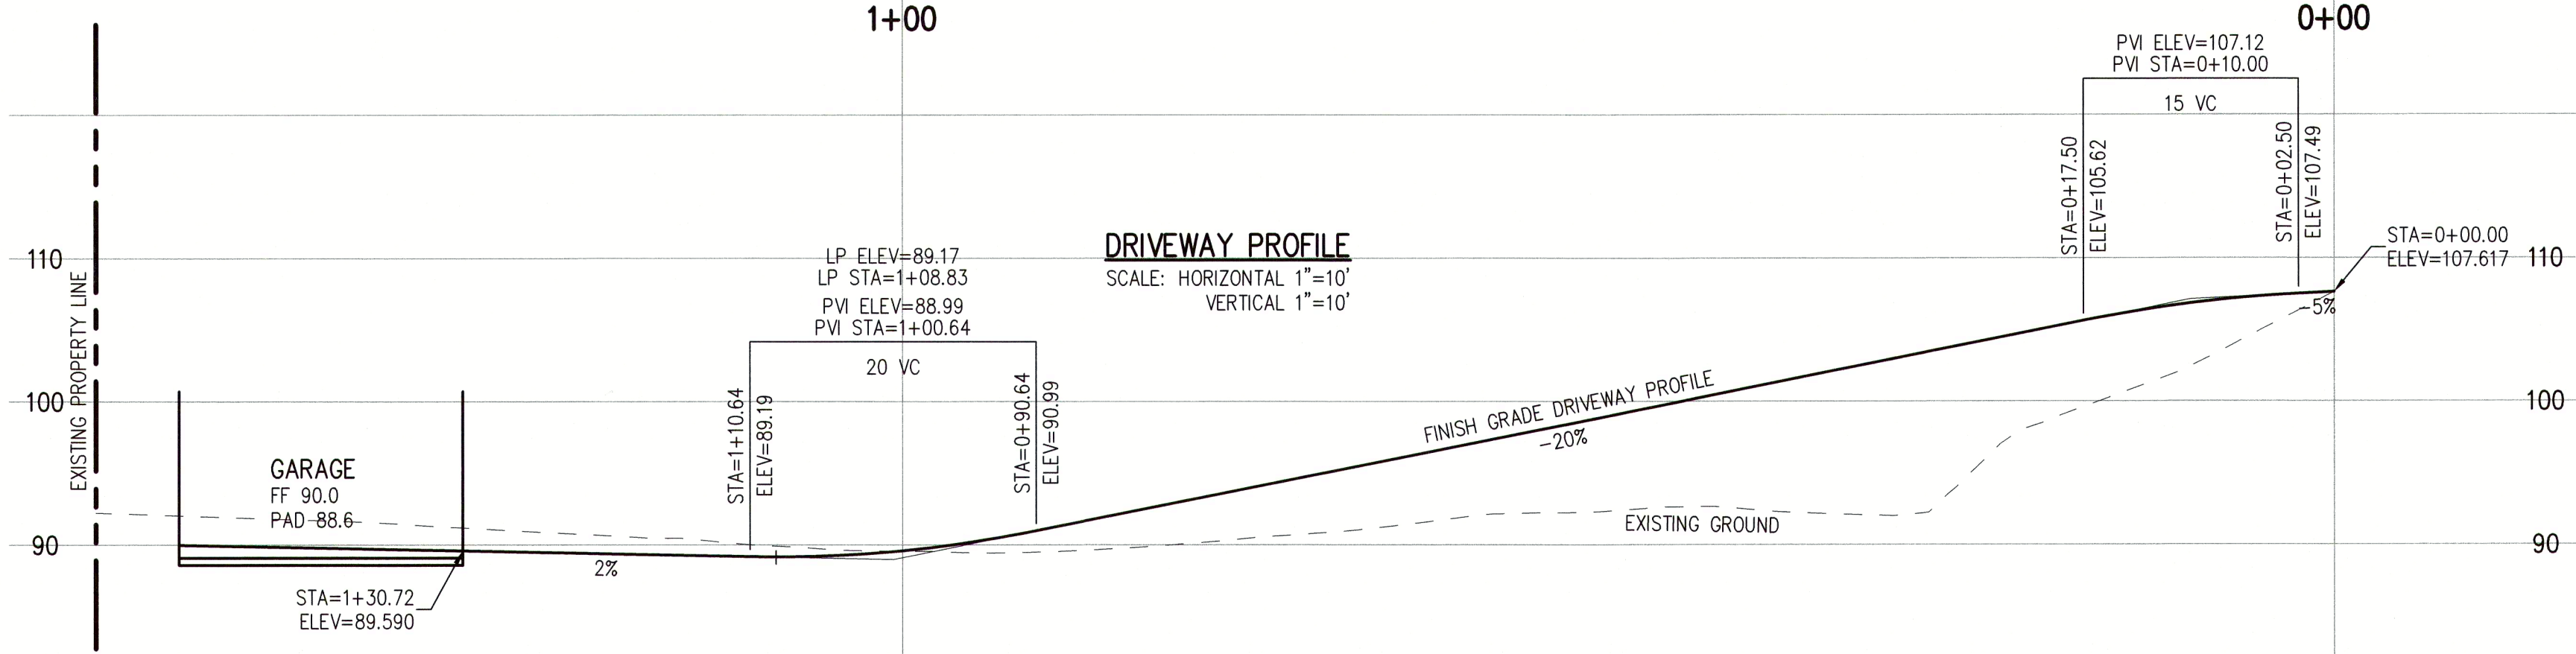 1+00
0+00
PVI ELEV=107.12
PVI STA=0+10.00
15 VC
STA=0+17.50
ELEV=105.62
STA=0+02.50
ELEV=107.49
STA=0+00.00
ELEV=107.617
110
110
DRIVEWAY PROFILE
SCALE: HORIZONTAL 1"=10'
VERTICAL 1"=10'
LP ELEV=89.17
LP STA=1+08.83
PVI ELEV=88.99
PVI STA=1+00.64
20 VC
STA=1+10.64
ELEV=89.19
STA=0+90.64
ELEV=90.99
-5%
EXISTING PROPERTY LINE
100
100
FINISH GRADE DRIVEWAY PROFILE
-20%
GARAGE
FF 90.0
PAD 88.6
EXISTING GROUND
90
90
2%
STA=1+30.72
ELEV=89.590